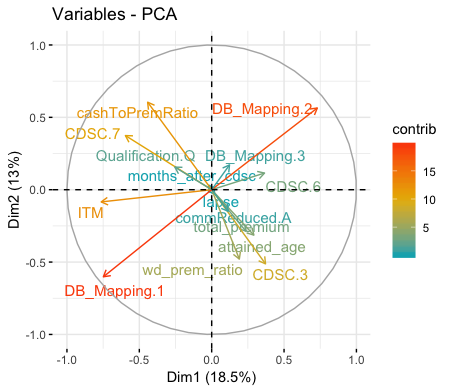 Variables - PCA
1.0
0.5
0.0
-0.5
-1.0
Dim2 (13%)
cashToPremRatio
DB_Mapping.2
CDSC.7
Qualification.Q
DB_Mapping.3
months_after_cdsc
CDSC.6
ITM
lapse
commReduced.A
total_premium
attained_age
wd_prem_ratio
CDSC.3
DB_Mapping.1
-1.0 -0.5 0.0 0.5 1.0
Dim1 (18.5%)
contrib
15
10
5